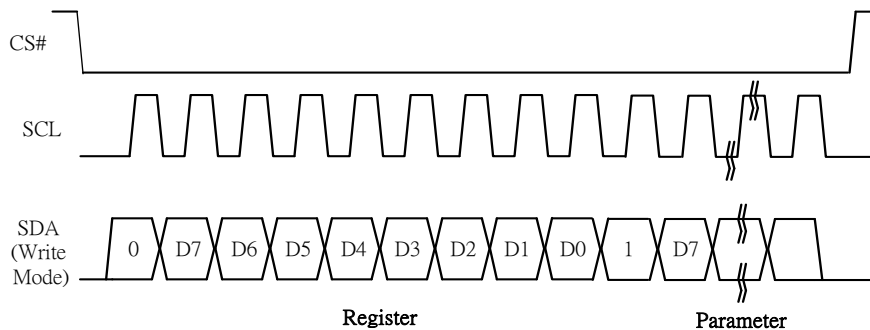 CS#
SCL
SDA
(Write
Mode)
0 D7 D6 D5 D4 D3 D2 D1 D0 1 D7
Register Parameter